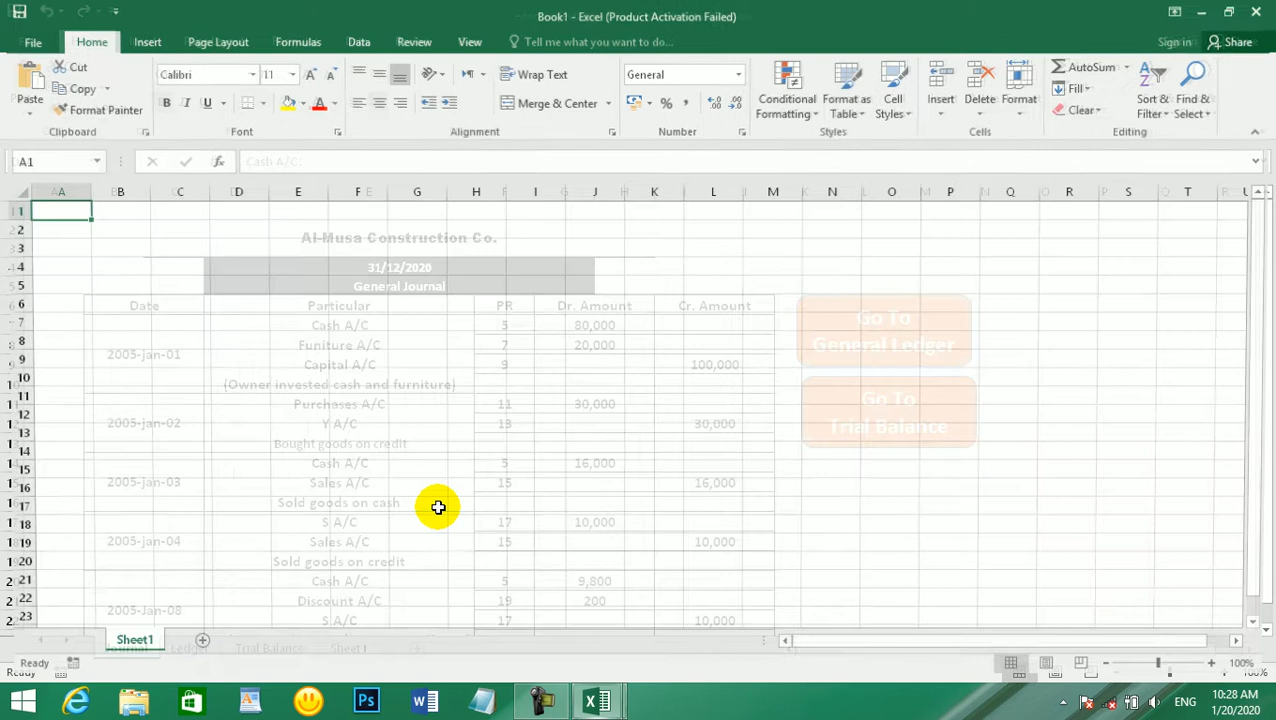 Book1 - Excel (Product Activation Failed)
File Home Insert Page Layout Formulas Data Review View Tell me what you want to do... Sign in Share
Paste Cut Copy Format Painter Clipboard
Calibri 11 B I U Font
Wrap Text Merge & Center Alignment
General % , Number
Conditional Formatting Format as Table Cell Styles Styles
Insert Delete Format Cells
AutoSum Fill Clear Sort & Filter Find & Select Editing
A1 fx Cash A/C
Al-Musa Construction Co.
31/12/2020
General Journal
Date Particular PR Dr. Amount Cr. Amount
Cash A/C 5 80,000
Funiture A/C 7 20,000
2005-jan-01
Capital A/C 9 100,000
(Owner invested cash and furniture)
Purchases A/C 11 30,000
2005-jan-02 Y A/C 13 30,000
Bought goods on credit
Cash A/C 5 16,000
2005-jan-03 Sales A/C 15 16,000
Sold goods on cash
S A/C 17 10,000
2005-jan-04 Sales A/C 15 10,000
Sold goods on credit
Cash A/C 5 9,800
Discount A/C 19 200
2005-Jan-08
S A/C 17 10,000
Go To
General Ledger
Go To
Trial Balance
Sheet1
Journal Ledger Trial Balance Sheet1
Ready 100%
Ready 100%
ENG 10:28 AM
1/20/2020